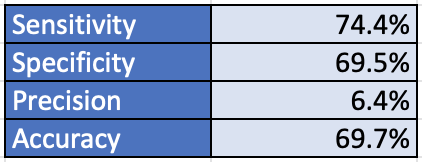 Sensitivity 74.4%
Specificity 69.5%
Precision 6.4%
Accuracy 69.7%